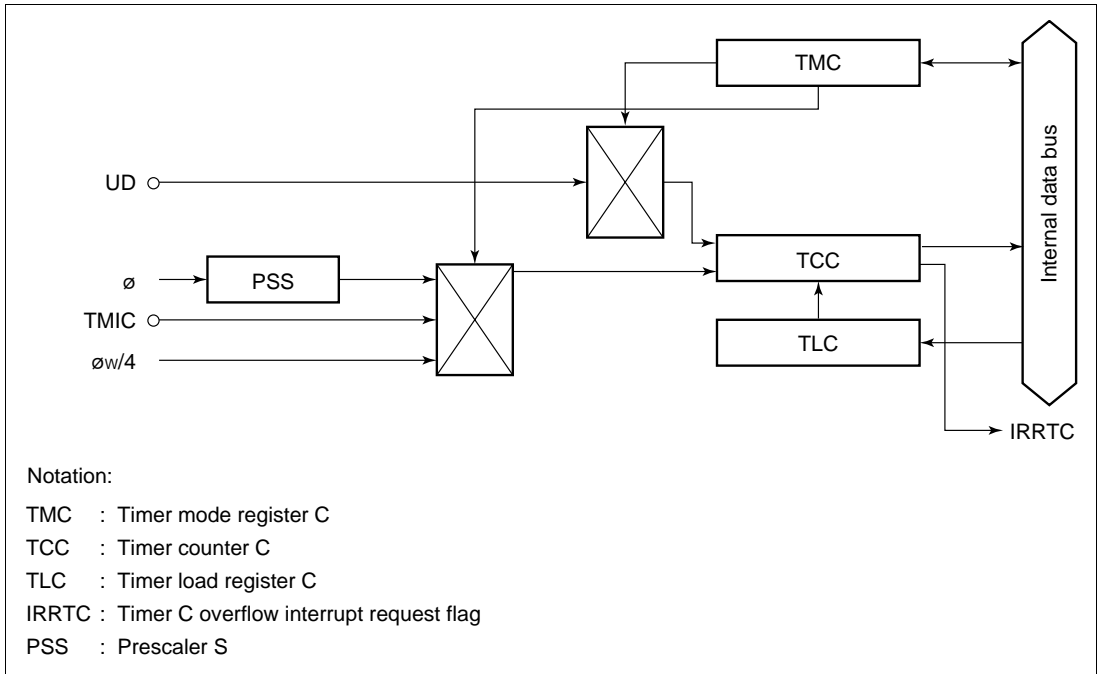 TMC
UD
TCC
ø
PSS
TMIC
TLC
øw/4
Internal data bus
IRRTC
Notation:
TMC : Timer mode register C
TCC : Timer counter C
TLC : Timer load register C
IRRTC : Timer C overflow interrupt request flag
PSS : Prescaler S